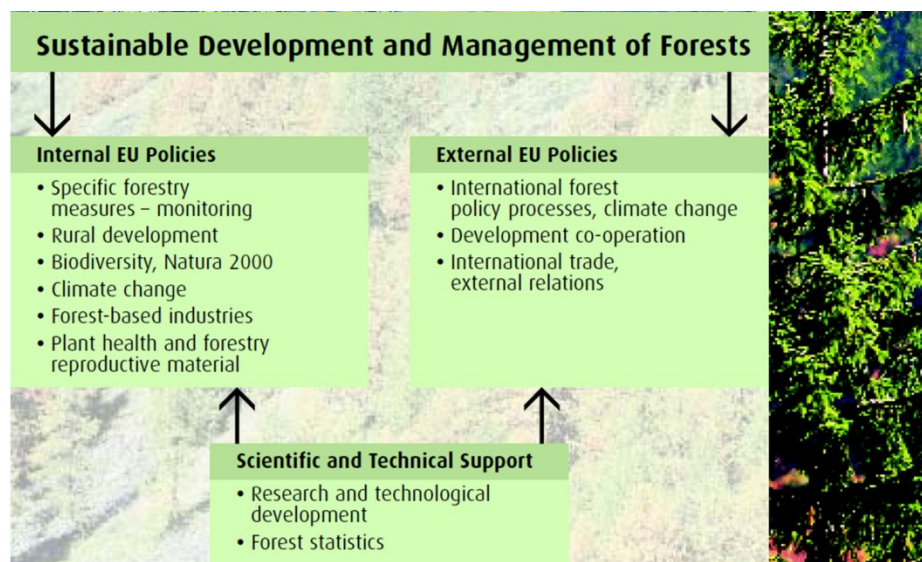 Sustainable Development and Management of Forests
Internal EU Policies
• Specific forestry
measures – monitoring
• Rural development
• Biodiversity, Natura 2000
• Climate change
• Forest-based industries
• Plant health and forestry
reproductive material
External EU Policies
• International forest
policy processes, climate change
• Development co-operation
• International trade,
external relations
Scientific and Technical Support
• Research and technological
development
• Forest statistics